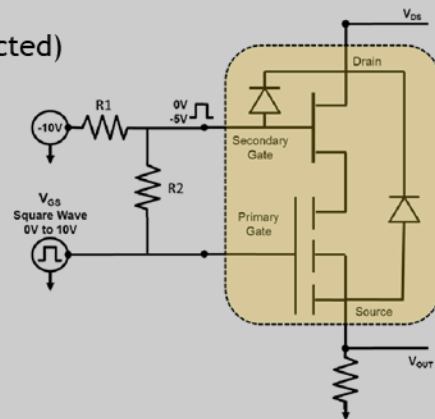 cted)
V_DS
Drain
-10V
R1
0V
-5V
Secondary
Gate
R2
V_GS
Square Wave
0V to 10V
Primary
Gate
Source
V_OUT